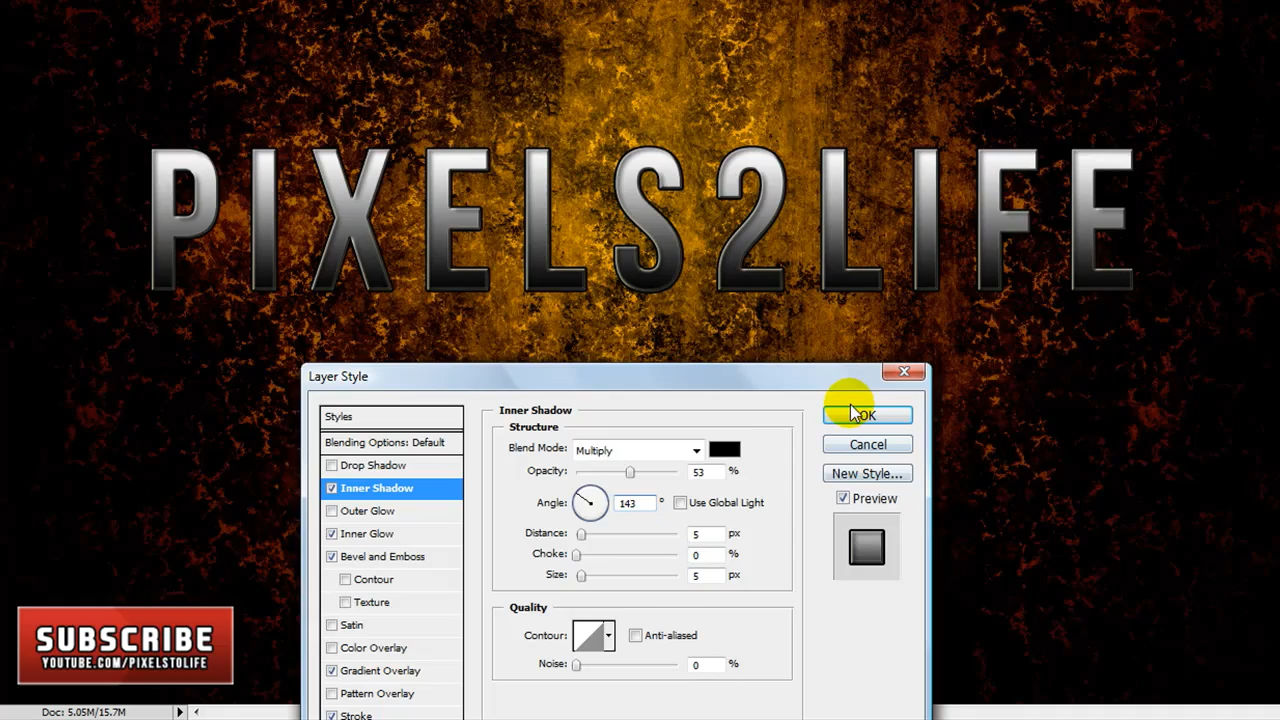 PIXELS2LIFE
Layer Style
Styles
Blending Options: Default
Drop Shadow
Inner Shadow
Outer Glow
Inner Glow
Bevel and Emboss
Contour
Texture
Satin
Color Overlay
Gradient Overlay
Pattern Overlay
Stroke
Inner Shadow
Structure
Blend Mode: Multiply
Opacity: 53 %
Angle: 143 ° Use Global Light
Distance: 5 px
Choke: 0 %
Size: 5 px
Quality
Contour: Anti-aliased
Noise: 0 %
OK
Cancel
New Style...
Preview
SUBSCRIBE
YOUTUBE.COM/PIXELSTOLIFE
Doc: 5.05M/15.7M